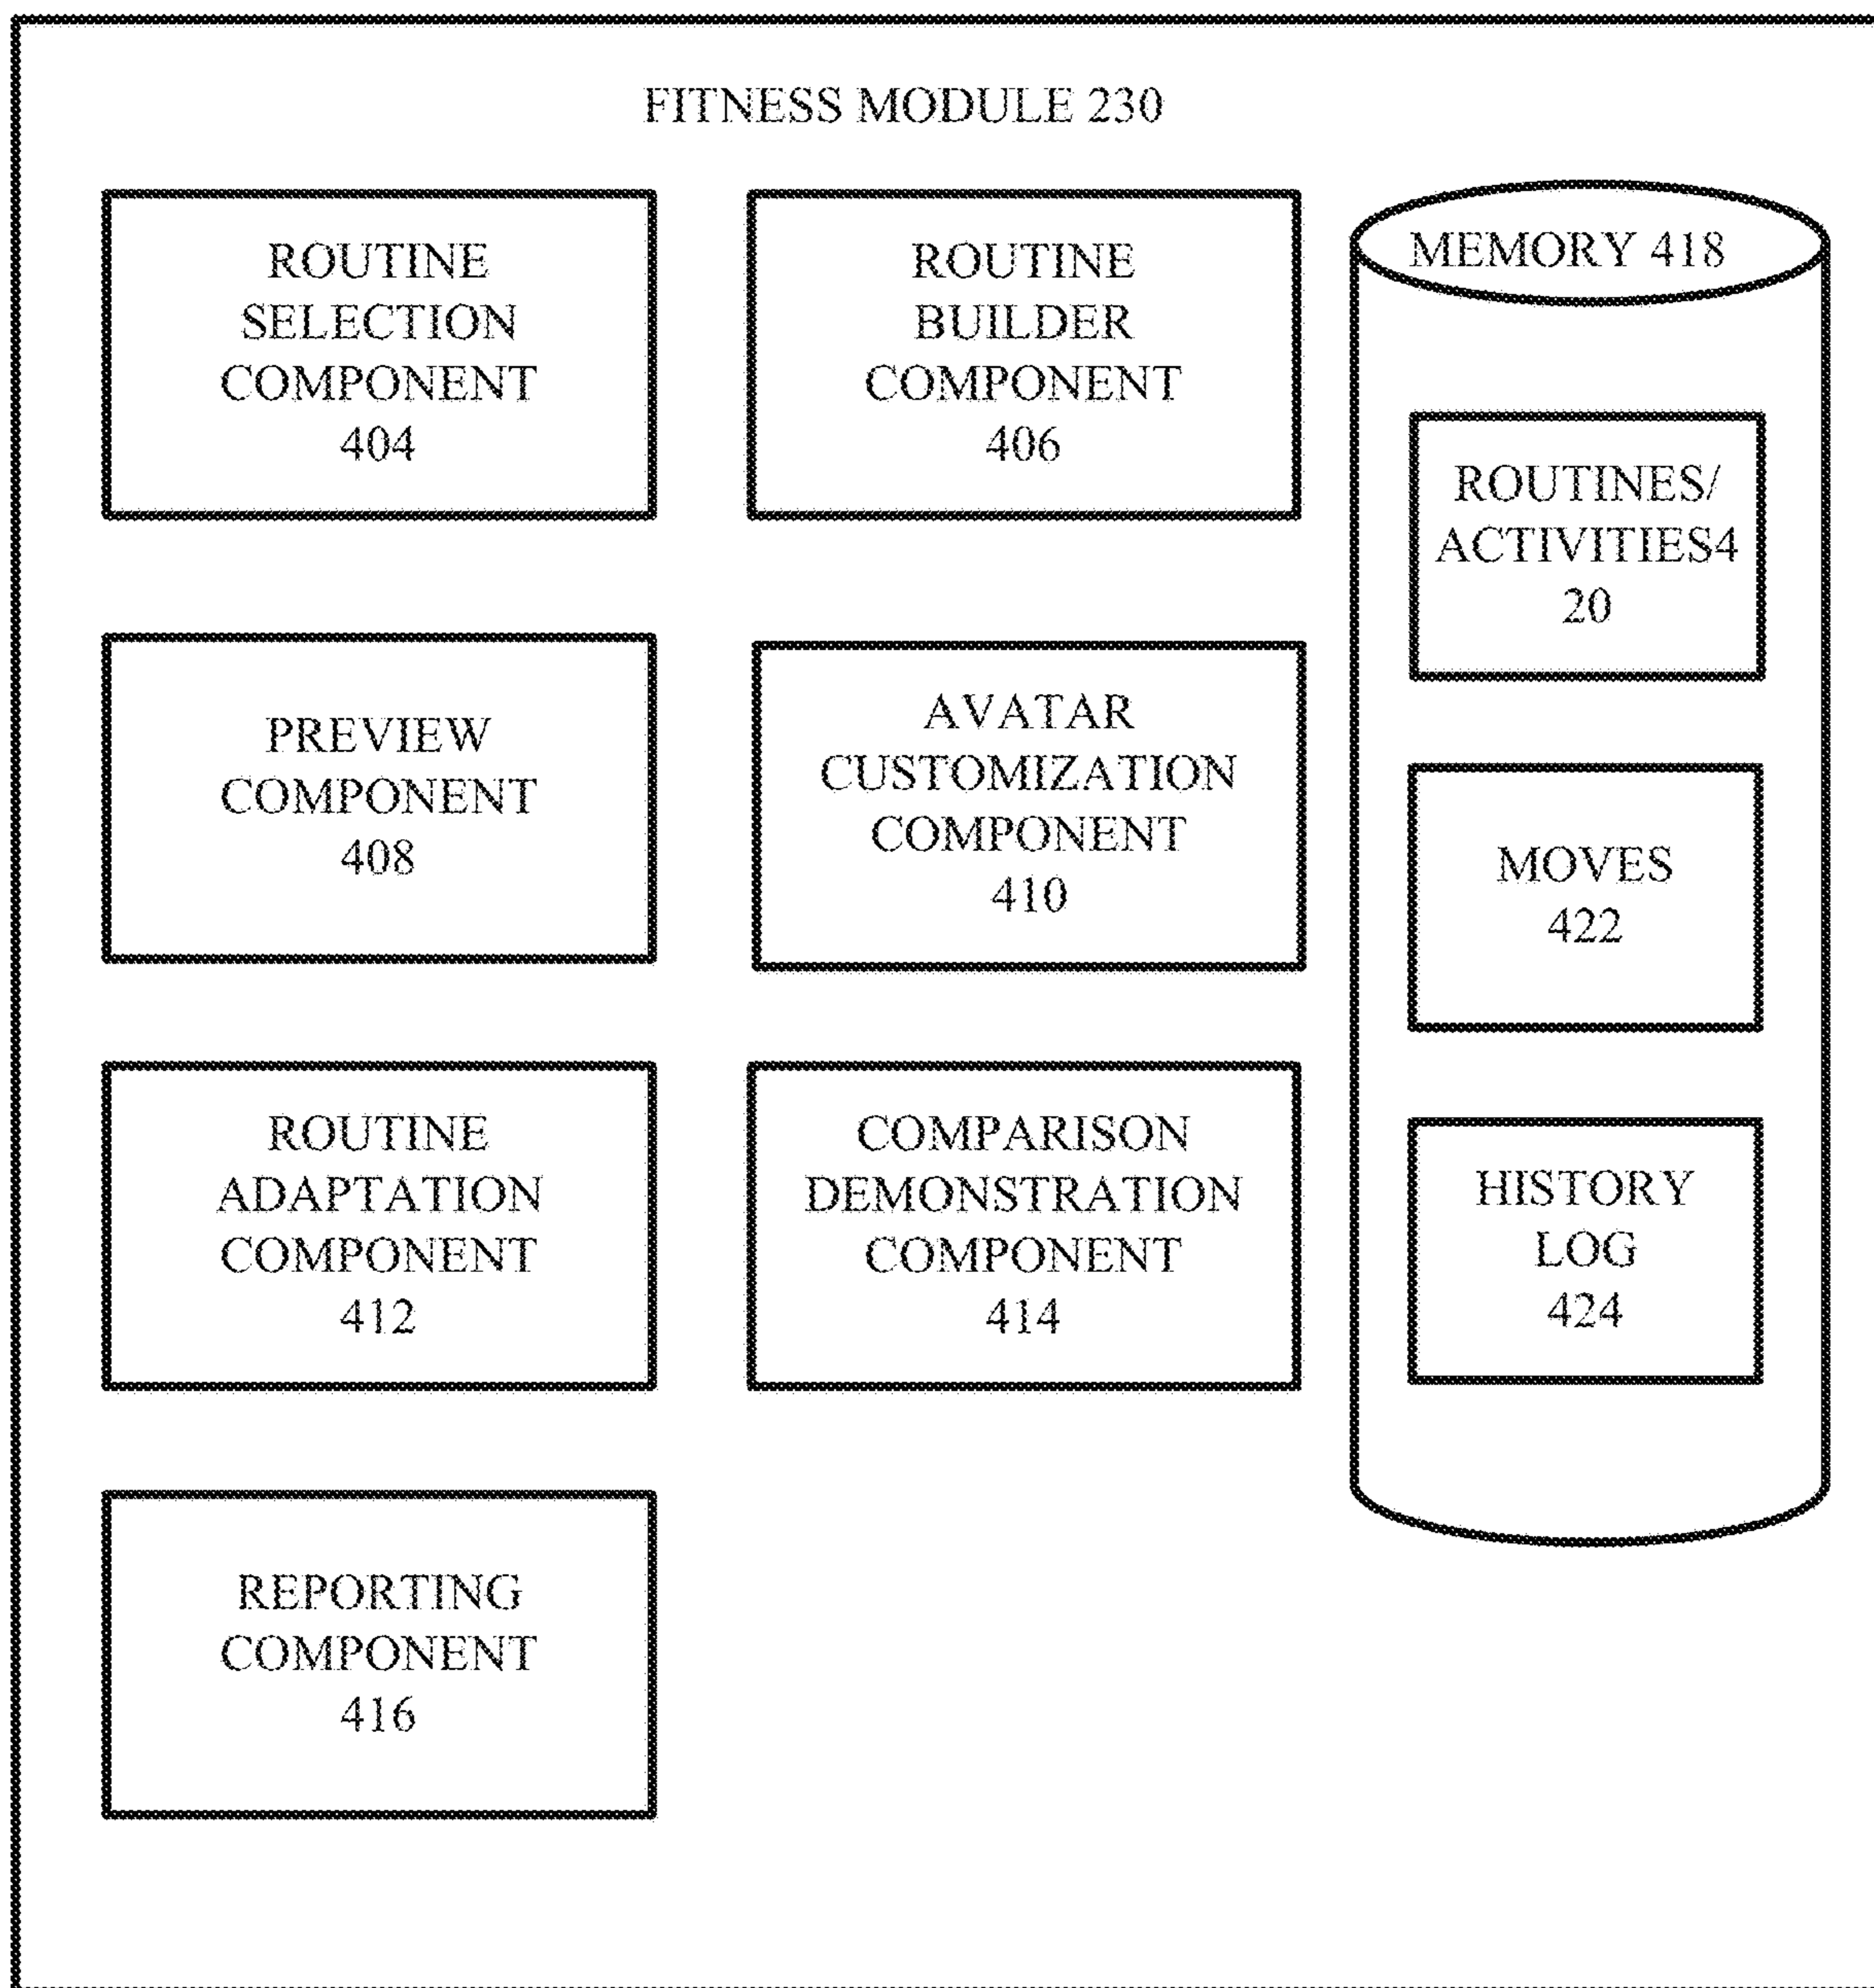 FITNESS MODULE 230
ROUTINE
SELECTION
COMPONENT
404
ROUTINE
BUILDER
COMPONENT
406
MEMORY 418
ROUTINES/
ACTIVITIES4
20
PREVIEW
COMPONENT
408
AVATAR
CUSTOMIZATION
COMPONENT
410
MOVES
422
ROUTINE
ADAPTATION
COMPONENT
412
COMPARISON
DEMONSTRATION
COMPONENT
414
HISTORY
LOG
424
REPORTING
COMPONENT
416